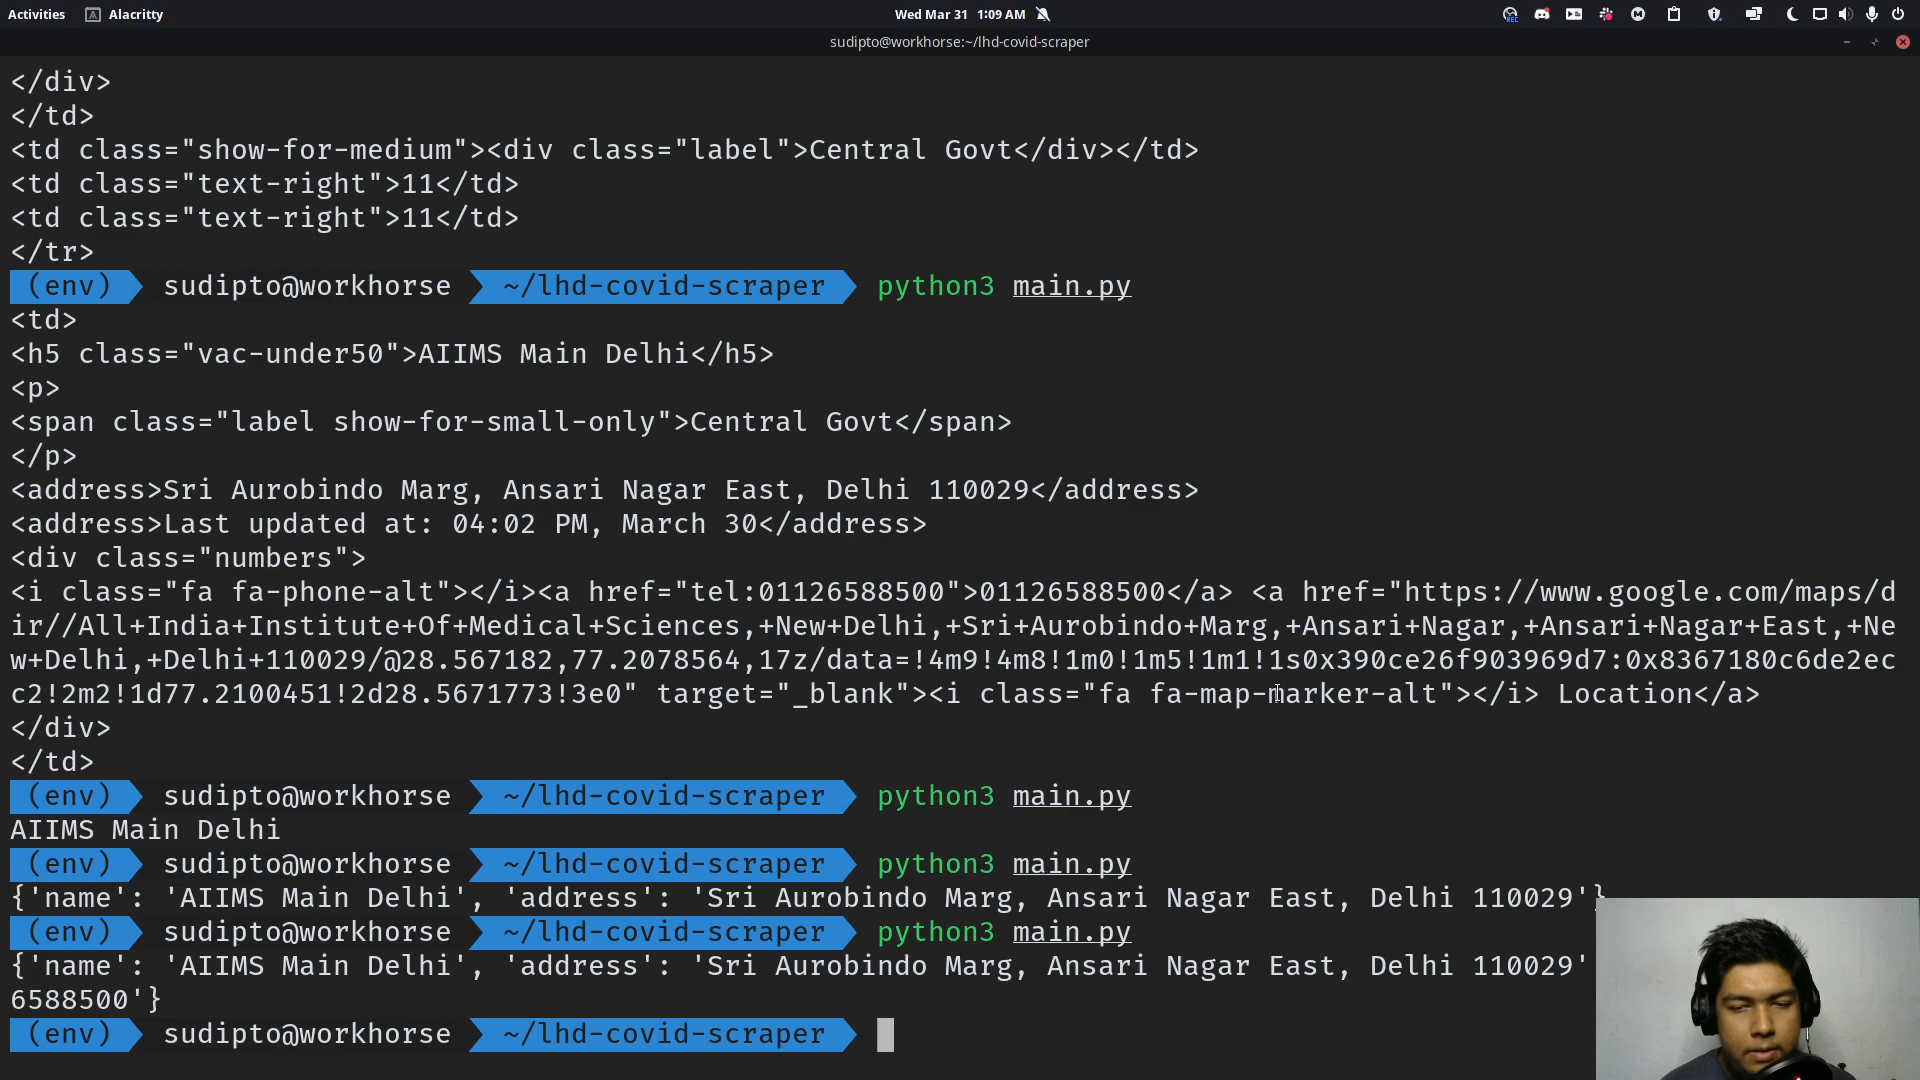 Activities Alacritty Wed Mar 31 1:09 AM
sudipto@workhorse:~/lhd-covid-scraper
</div>
</td>
<td class="show-for-medium"><div class="label">Central Govt</div></td>
<td class="text-right">11</td>
<td class="text-right">11</td>
</tr>
(env) sudipto@workhorse ~/lhd-covid-scraper python3 main.py
<td>
<h5 class="vac-under50">AIIMS Main Delhi</h5>
<p>
<span class="label show-for-small-only">Central Govt</span>
</p>
<address>Sri Aurobindo Marg, Ansari Nagar East, Delhi 110029</address>
<address>Last updated at: 04:02 PM, March 30</address>
<div class="numbers">
<i class="fa fa-phone-alt"></i><a href="tel:01126588500">01126588500</a> <a href="https://www.google.com/maps/d
ir//All+India+Institute+Of+Medical+Sciences,+New+Delhi,+Sri+Aurobindo+Marg,+Ansari+Nagar,+Ansari+Nagar+East,+Ne
w+Delhi,+Delhi+110029/@28.567182,77.2078564,17z/data=!4m9!4m8!1m0!1m5!1m1!1s0x390ce26f903969d7:0x8367180c6de2ec
c2!2m2!1d77.2100451!2d28.5671773!3e0" target="_blank"><i class="fa fa-map-marker-alt"></i> Location</a>
</div>
</td>
(env) sudipto@workhorse ~/lhd-covid-scraper python3 main.py
AIIMS Main Delhi
(env) sudipto@workhorse ~/lhd-covid-scraper python3 main.py
{'name': 'AIIMS Main Delhi', 'address': 'Sri Aurobindo Marg, Ansari Nagar East, Delhi 110029'}
(env) sudipto@workhorse ~/lhd-covid-scraper python3 main.py
{'name': 'AIIMS Main Delhi', 'address': 'Sri Aurobindo Marg, Ansari Nagar East, Delhi 110029'
6588500'}
(env) sudipto@workhorse ~/lhd-covid-scraper